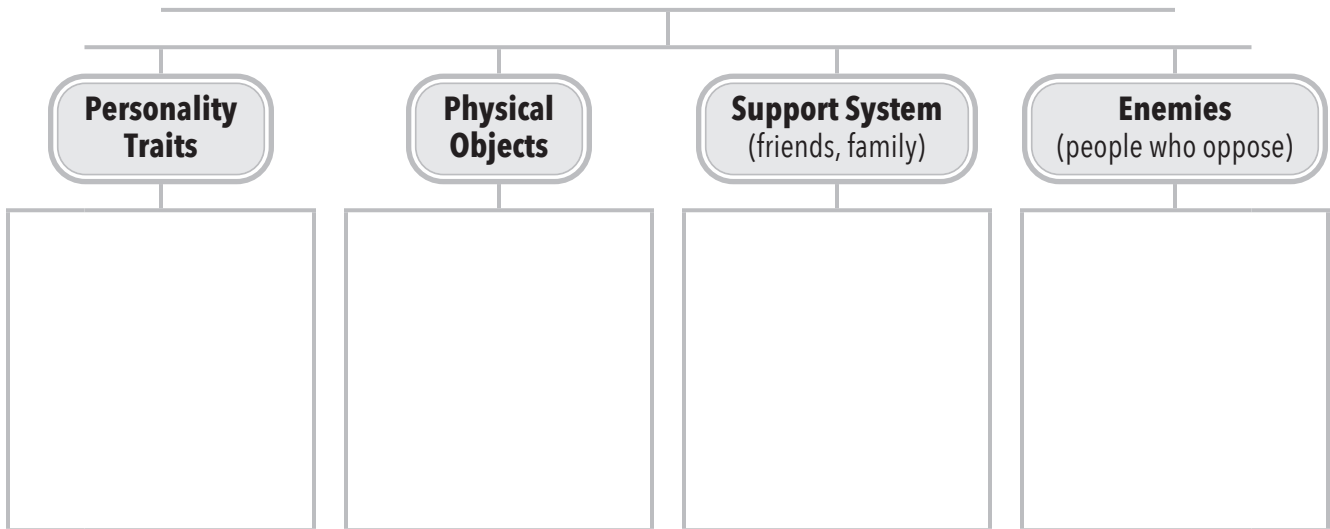 Personality
Traits
Physical
Objects
Support System
(friends, family)
Enemies
(people who oppose)